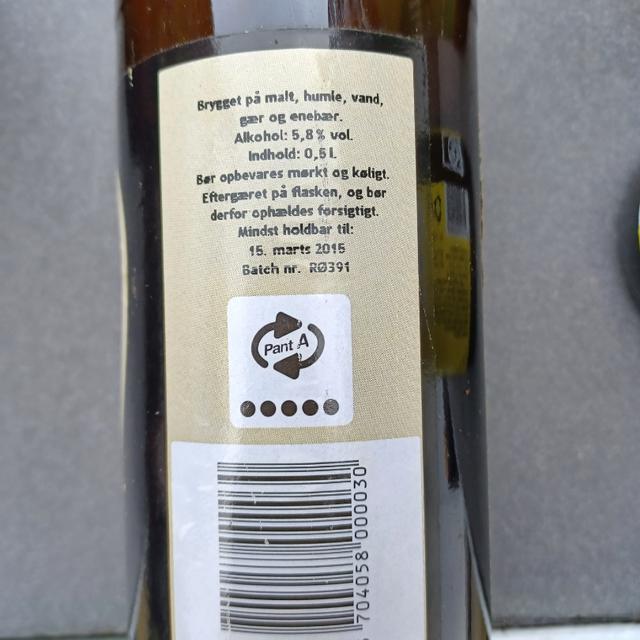 Brygget på malt, humle, vand,
gær og enebær.
Alkohol: 5,8 % vol.
Indhold: 0,5 L
Bør opbevares mørkt og køligt.
Eftergæret på flasken, og bør
derfor ophældes forsigtigt.
Mindst holdbar til:
15. marts 2015
Batch nr. RØ391
Pant A
704058 000030